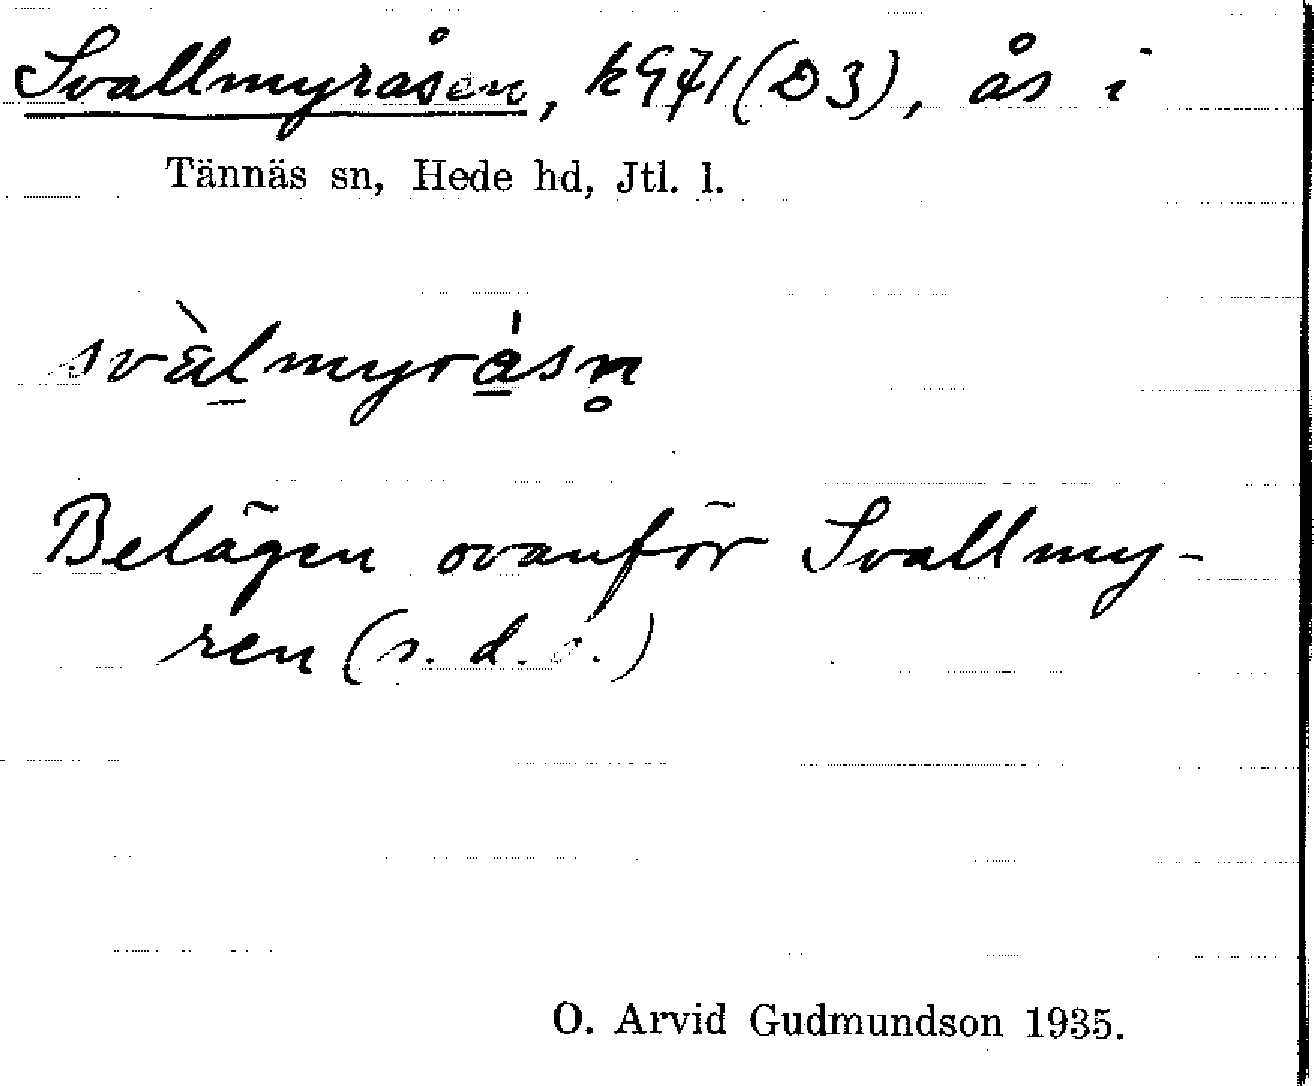 Svallmyråsen, k971(D3), ås i
Tännäs sn, Hede hd, Jtl. l.
svàlmyråsn̥
Belägen ovanför Svallmy-
ren (s. d. o.)
O. Arvid Gudmundson 1935.